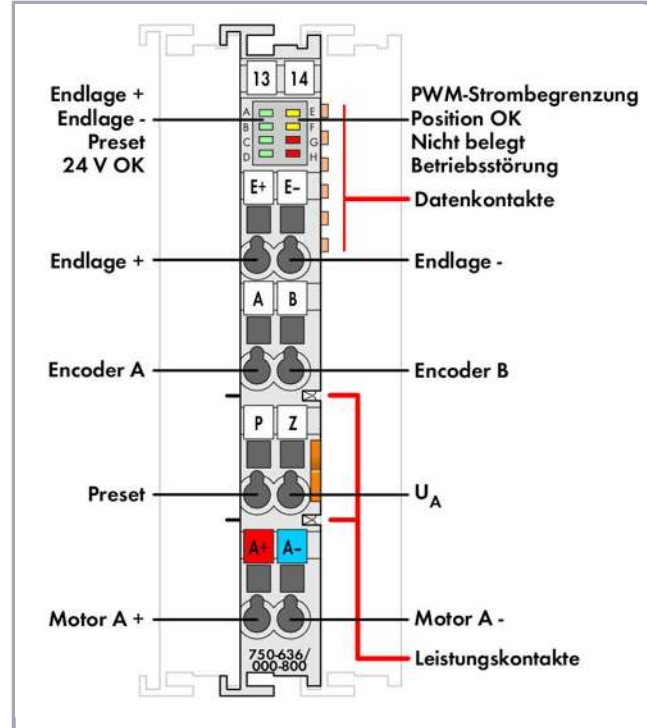 13 14
Endlage +
Endlage -
Preset
24 V OK
A
B
C
D
E
F
G
H
PWM-Strombegrenzung
Position OK
Nicht belegt
Betriebsstörung
Datenkontakte
E+ E-
Endlage +
Endlage -
A B
Encoder A
Encoder B
P Z
Preset
UA
A+ A-
Motor A +
Motor A -
Leistungskontakte
750-636/
000-800